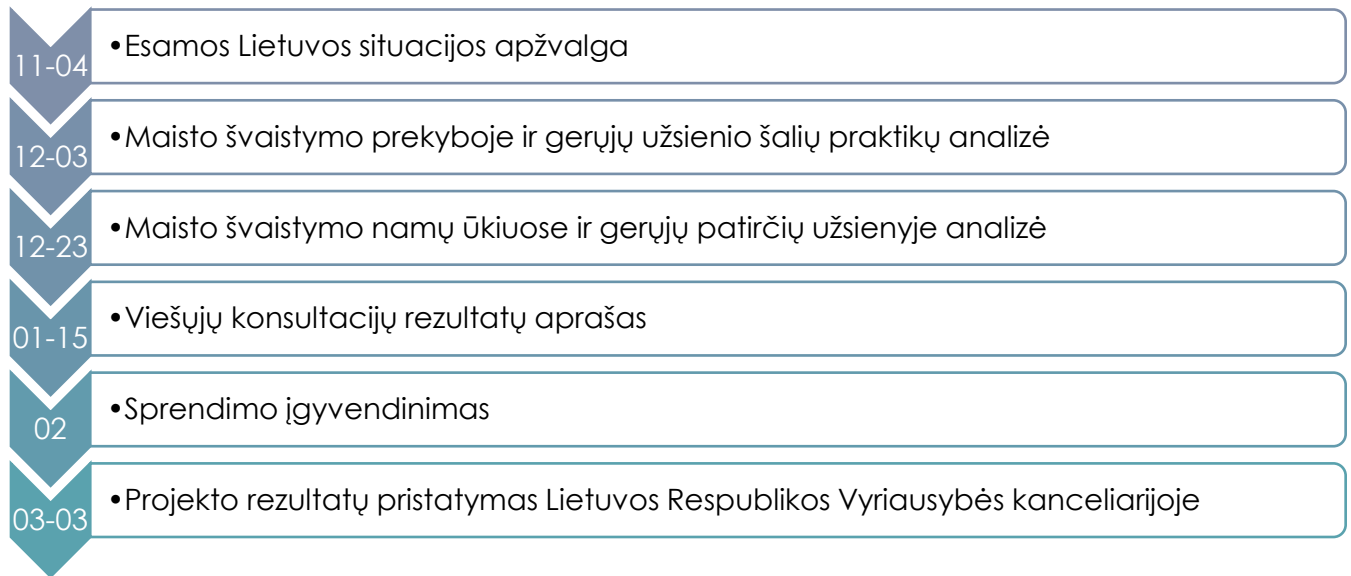 11-04
•Esamos Lietuvos situacijos apžvalga
12-03
•Maisto švaistymo prekyboje ir gerųjų užsienio šalių praktikų analizė
12-23
•Maisto švaistymo namų ūkiuose ir gerųjų patirčių užsienyje analizė
01-15
•Viešųjų konsultacijų rezultatų aprašas
02
•Sprendimo įgyvendinimas
03-03
•Projekto rezultatų pristatymas Lietuvos Respublikos Vyriausybės kanceliarijoje